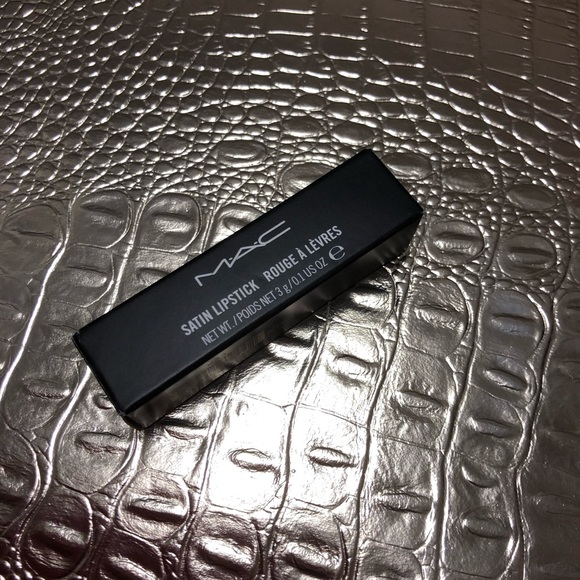 M·A·C
SATIN LIPSTICK ROUGE À LÈVRES
NET WT./POIDS NET 3 g/0.1 US OZ ℮